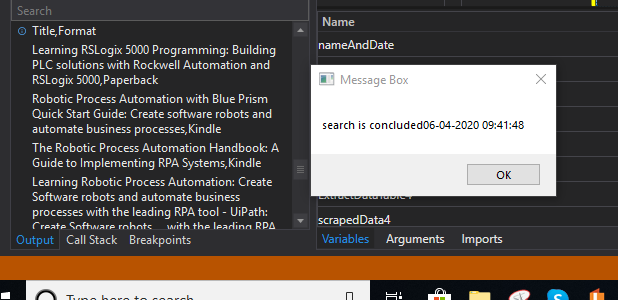 Search
Title,Format
Learning RSLogix 5000 Programming: Building
PLC solutions with Rockwell Automation and
RSLogix 5000,Paperback
Robotic Process Automation with Blue Prism
Quick Start Guide: Create software robots and
automate business processes,Kindle
The Robotic Process Automation Handbook: A
Guide to Implementing RPA Systems,Kindle
Learning Robotic Process Automation: Create
Software robots and automate business
processes with the leading RPA tool - UiPath:
Create Software robots ... with the leading RPA
Output Call Stack Breakpoints
Name
nameAndDate
Message Box
search is concluded06-04-2020 09:41:48
OK
ExtractDataTable4
scrapedData4
Variables Arguments Imports
Type here to search